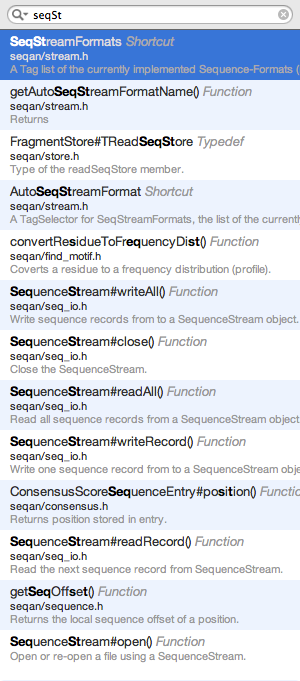 seqSt
SeqStreamFormats Shortcut
seqan/stream.h
A Tag list of the currently implemented Sequence-Formats (
getAutoSeqStreamFormatName() Function
seqan/stream.h
Returns
FragmentStore#TReadSeqStore Typedef
seqan/store.h
Type of the readSeqStore member.
AutoSeqStreamFormat Shortcut
seqan/stream.h
A TagSelector for SeqStreamFormats, the list of the current
convertResidueToFrequencyDist() Function
seqan/find_motif.h
Coverts a residue to a frequency distribution (profile).
SequenceStream#writeAll() Function
seqan/seq_io.h
Write sequence records from to a SequenceStream object.
SequenceStream#close() Function
seqan/seq_io.h
Close the SequenceStream.
SequenceStream#readAll() Function
seqan/seq_io.h
Read all sequence records from a SequenceStream object
SequenceStream#writeRecord() Function
seqan/seq_io.h
Write one sequence record from to a SequenceStream obje
ConsensusScoreSequenceEntry#position() Functio
seqan/consensus.h
Returns position stored in entry.
SequenceStream#readRecord() Function
seqan/seq_io.h
Read the next sequence record from SequenceStream.
getSeqOffset() Function
seqan/sequence.h
Returns the local sequence offset of a position.
SequenceStream#open() Function
seqan/seq_io.h
Open or re-open a file using a SequenceStream.